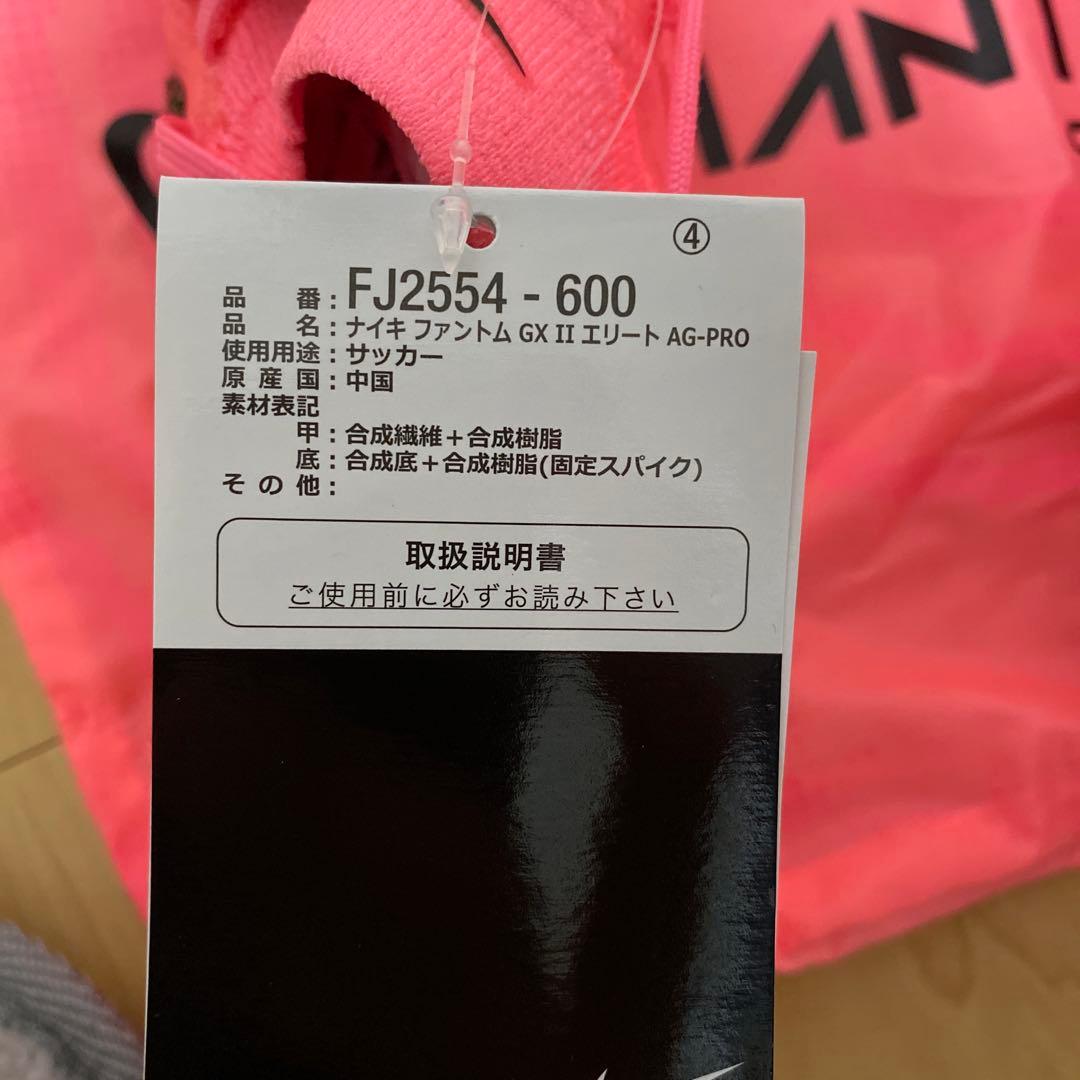 ④
品番：FJ2554 - 600
品名：ナイキ ファントム GX II エリート AG-PRO
使用用途：サッカー
原産国：中国
素材表記
甲：合成繊維＋合成樹脂
底：合成底＋合成樹脂(固定スパイク)
その他：
取扱説明書
ご使用前に必ずお読み下さい